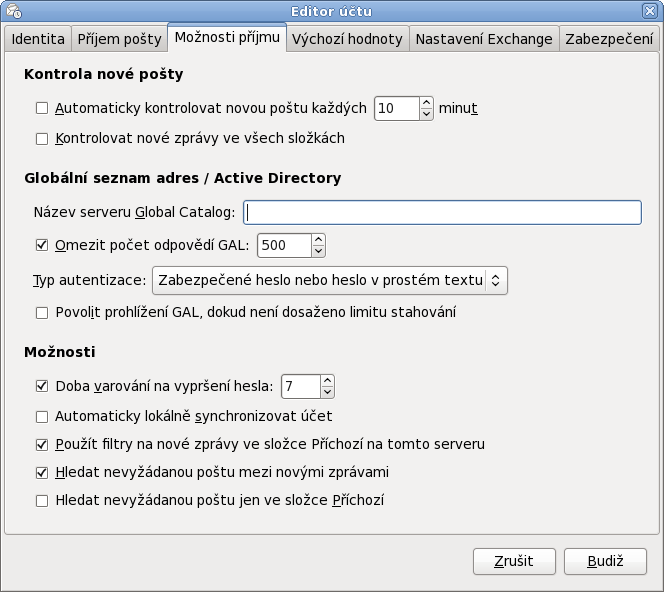 Editor účtu
Identita Příjem pošty Možnosti příjmu Výchozí hodnoty Nastavení Exchange Zabezpečení
Kontrola nové pošty
Automaticky kontrolovat novou poštu každých 10 minut
Kontrolovat nové zprávy ve všech složkách
Globální seznam adres / Active Directory
Název serveru Global Catalog:
Omezit počet odpovědí GAL: 500
Typ autentizace: Zabezpečené heslo nebo heslo v prostém textu
Povolit prohlížení GAL, dokud není dosaženo limitu stahování
Možnosti
Doba varování na vypršení hesla: 7
Automaticky lokálně synchronizovat účet
Použít filtry na nové zprávy ve složce Příchozí na tomto serveru
Hledat nevyžádanou poštu mezi novými zprávami
Hledat nevyžádanou poštu jen ve složce Příchozí
Zrušit Budiž